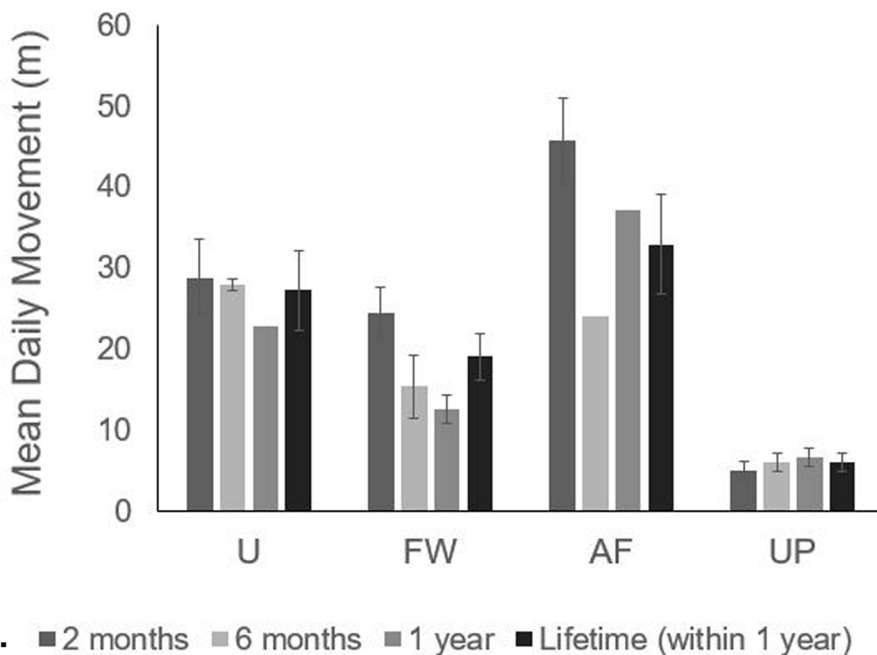 Mean Daily Movement (m)
60
50
40
30
20
10
0
U FW AF UP
. 2 months 6 months 1 year Lifetime (within 1 year)